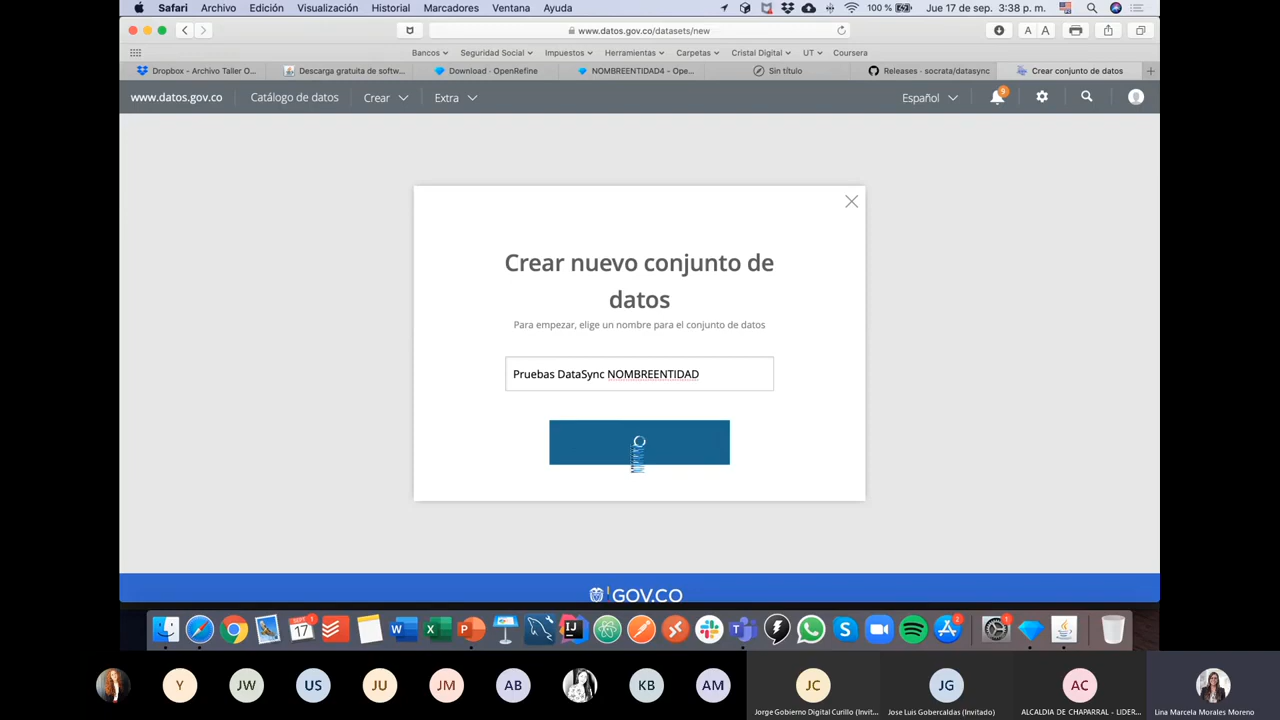 Safari Archivo Edición Visualización Historial Marcadores Ventana Ayuda 100 % Jue 17 de sep. 3:38 p. m.
www.datos.gov.co/datasets/new A A
Bancos Seguridad Social Impuestos Herramientas Carpetas Cristal Digital UT Coursera
Dropbox - Archivo Taller O... Descarga gratuita de softw... Download · OpenRefine NOMBREENTIDAD4 - Ope... Sin título Releases · socrata/datasync Crear conjunto de datos
www.datos.gov.co Catálogo de datos Crear Extra Español 9
Crear nuevo conjunto de
datos
Para empezar, elige un nombre para el conjunto de datos
Pruebas DataSync NOMBREENTIDAD
GOV.CO
17 1 2 1
Y JW US JU JM AB KB AM JC JG AC
Jorge Gobierno Digital Curillo (Invit... Jose Luis Gobercaldas (Invitado) ALCALDIA DE CHAPARRAL - LIDER... Lina Marcela Morales Moreno